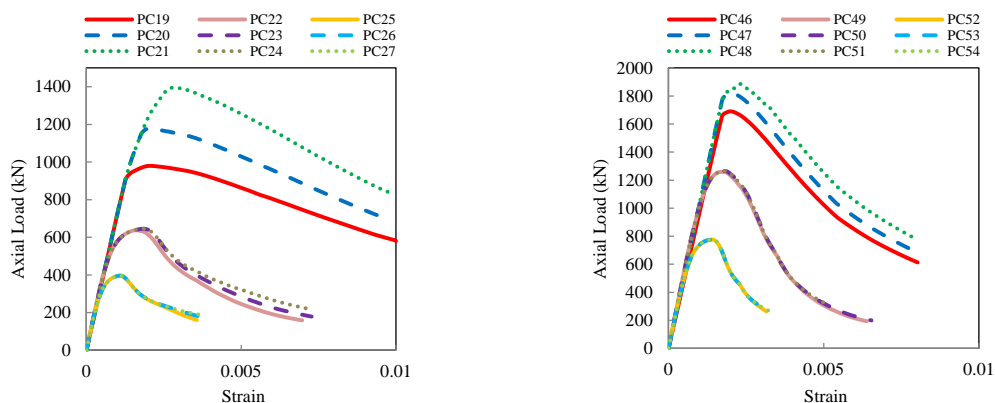 PC19 PC22 PC25
PC20 PC23 PC26
PC21 PC24 PC27
1400
1200
1000
800
600
400
200
0
Axial Load (kN)
0 0.005 0.01
Strain
PC46 PC49 PC52
PC47 PC50 PC53
PC48 PC51 PC54
2000
1800
1600
1400
1200
1000
800
600
400
200
0
Axial Load (kN)
0 0.005 0.01
Strain